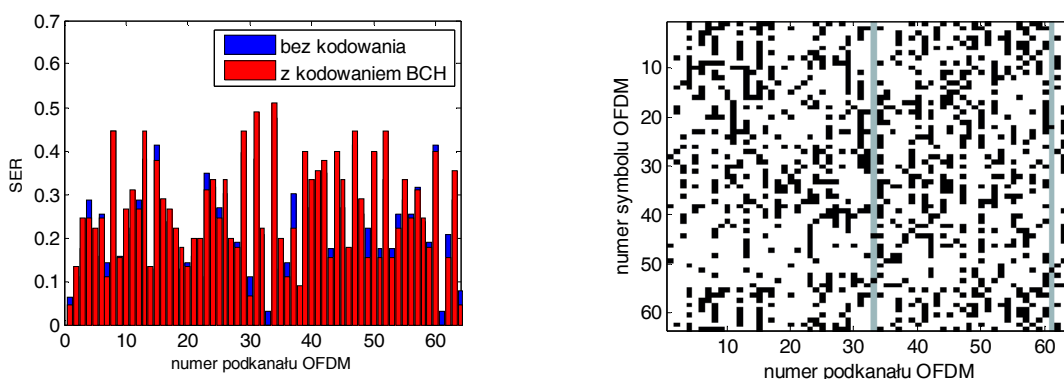 0.7
0.6
0.5
0.4
0.3
0.2
0.1
0
SER
bez kodowania
z kodowaniem BCH
0 10 20 30 40 50 60
numer podkanału OFDM
numer symbolu OFDM
10
20
30
40
50
60
10 20 30 40 50 60
numer podkanału OFDM